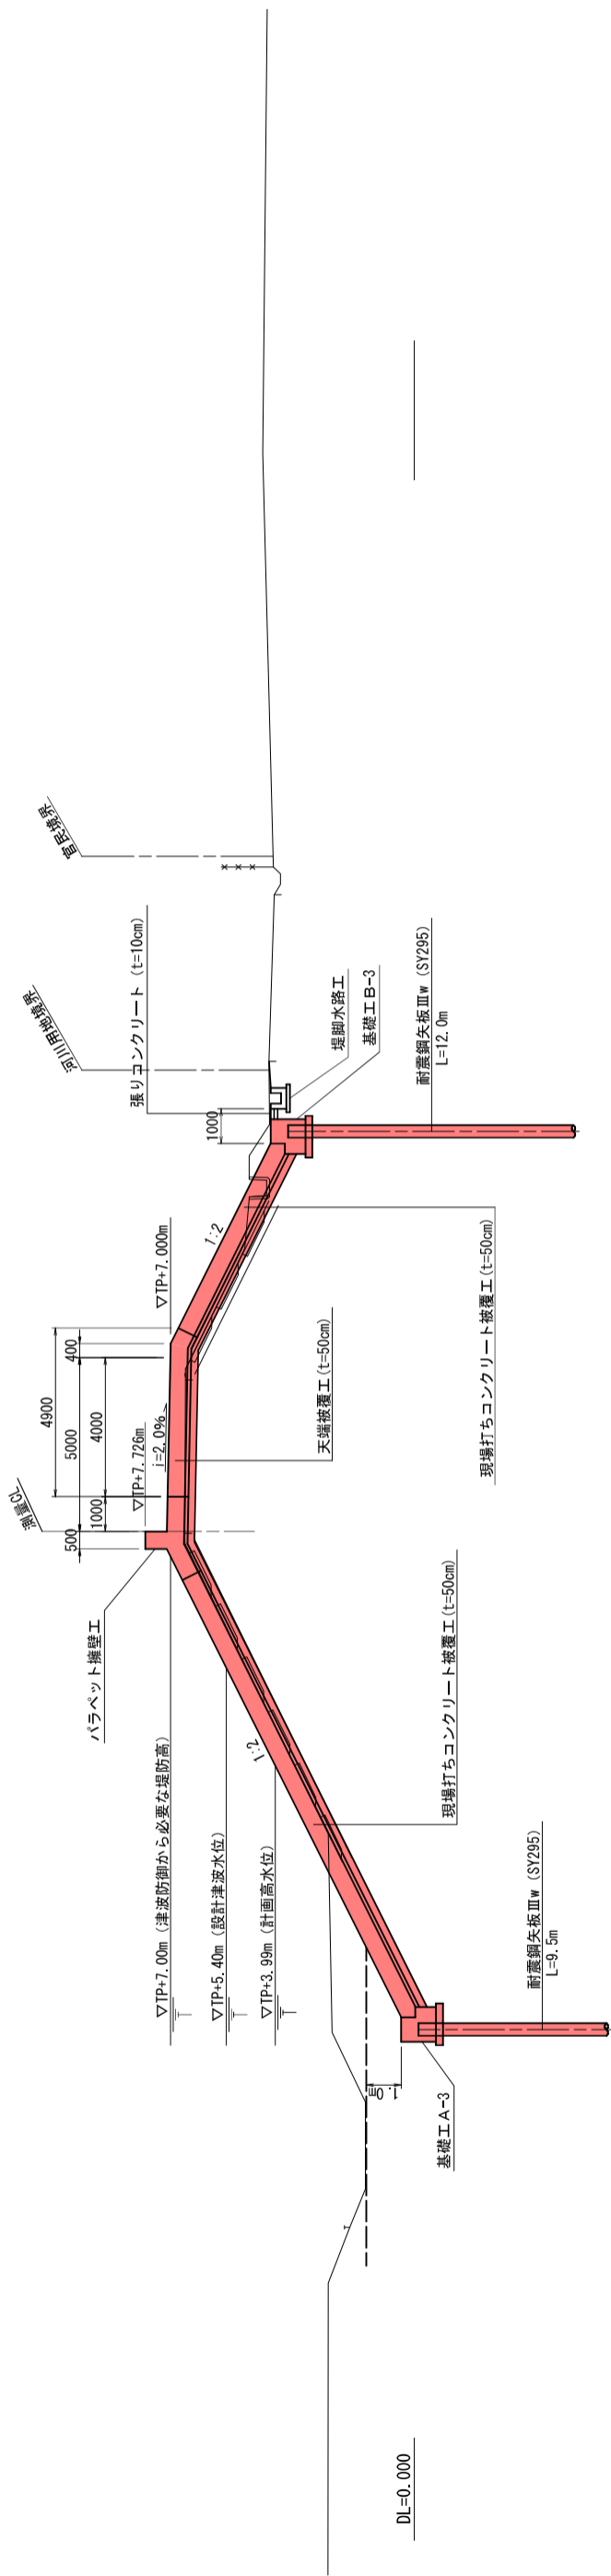 官民境界
河川用地境界
張りコンクリート (t=10cm)
堤脚水路工
基礎工B-3
耐震鋼矢板Ⅲw (SY295)
L=12.0m
1000
1:2
▽TP+7.000m
現場打ちコンクリート被覆工(t=50cm)
天端被覆工(t=50cm)
4900
400
5000
4000
i=2.0%
▽TP+7.726m
1000
500
測量CL
パラペット擁壁工
▽TP+7.00m (津波防御から必要な堤防高)
▽TP+5.40m (設計津波水位)
▽TP+3.99m (計画高水位)
1:2
現場打ちコンクリート被覆工(t=50cm)
耐震鋼矢板Ⅲw (SY295)
L=9.5m
1.0m
基礎工A-3
DL=0.000